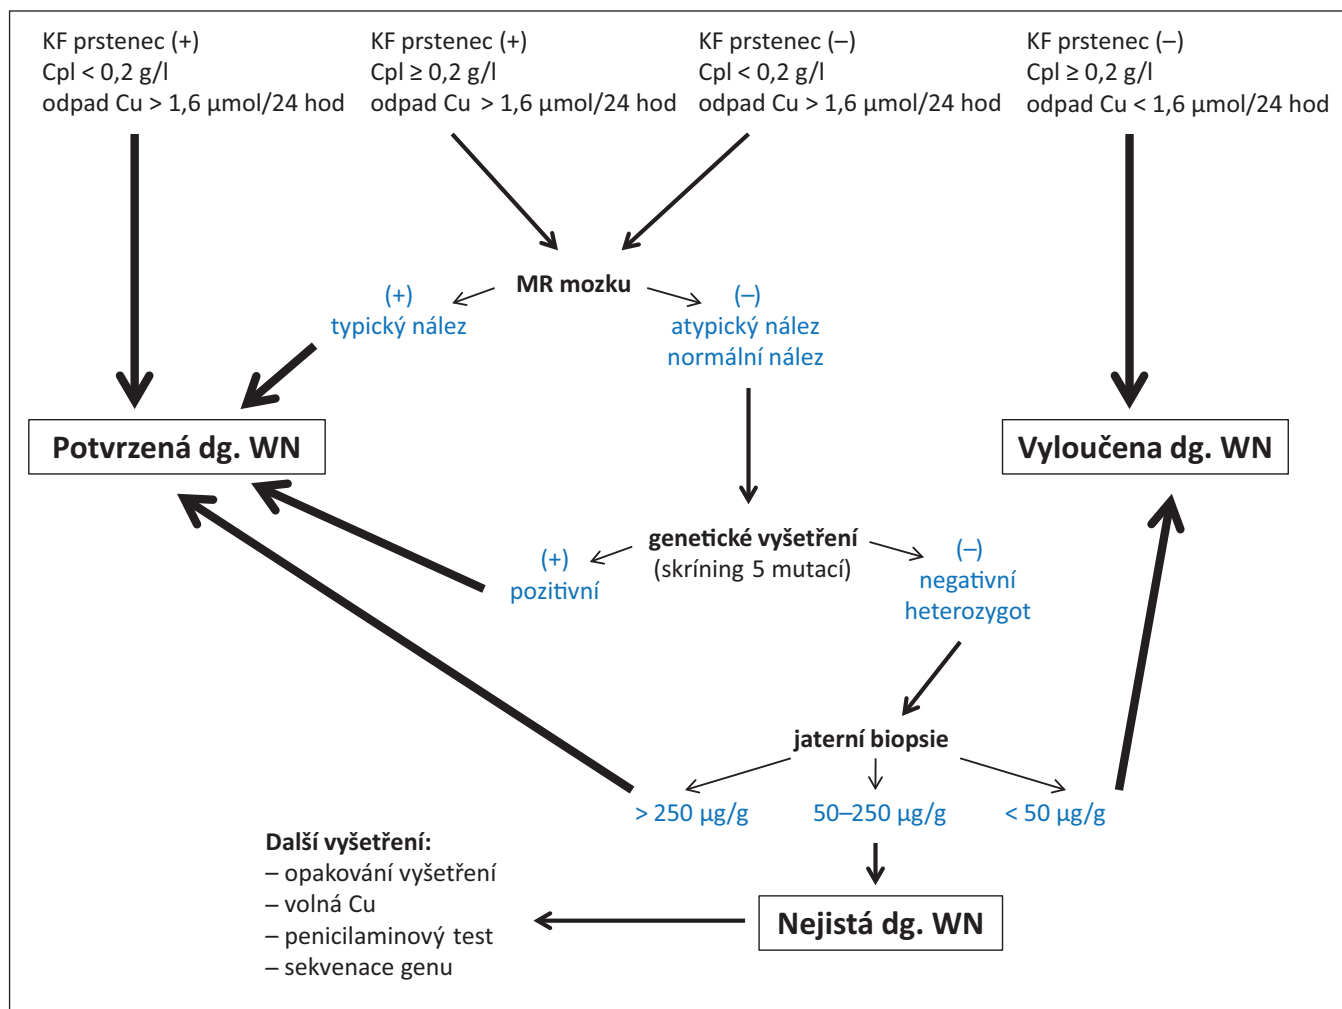 KF prstenec (+)
Cpl < 0,2 g/l
odpad Cu > 1,6 µmol/24 hod
KF prstenec (+)
Cpl ≥ 0,2 g/l
odpad Cu > 1,6 µmol/24 hod
KF prstenec (–)
Cpl < 0,2 g/l
odpad Cu > 1,6 µmol/24 hod
KF prstenec (–)
Cpl ≥ 0,2 g/l
odpad Cu < 1,6 µmol/24 hod
MR mozku
(+)
typický nález
(–)
atypický nález
normální nález
Potvrzená dg. WN
Vyloučena dg. WN
genetické vyšetření
(skríning 5 mutací)
(+)
pozitivní
(–)
negativní
heterozygot
jaterní biopsie
> 250 µg/g
50–250 µg/g
< 50 µg/g
Další vyšetření:
– opakování vyšetření
– volná Cu
– penicilaminový test
– sekvenace genu
Nejistá dg. WN